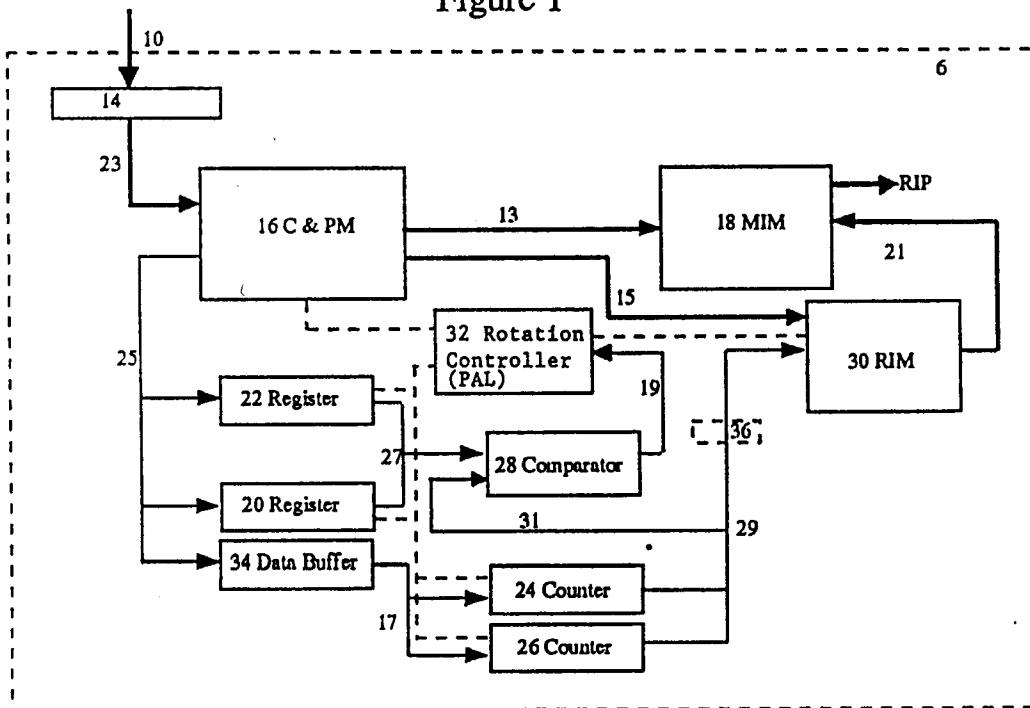 Figure 1
10
6
14
23
16 C & PM
13
18 MIM
RIP
21
15
25
32 Rotation
Controller
(PAL)
30 RIM
19
22 Register
36
27
28 Comparator
20 Register
31
29
34 Data Buffer
24 Counter
17
26 Counter